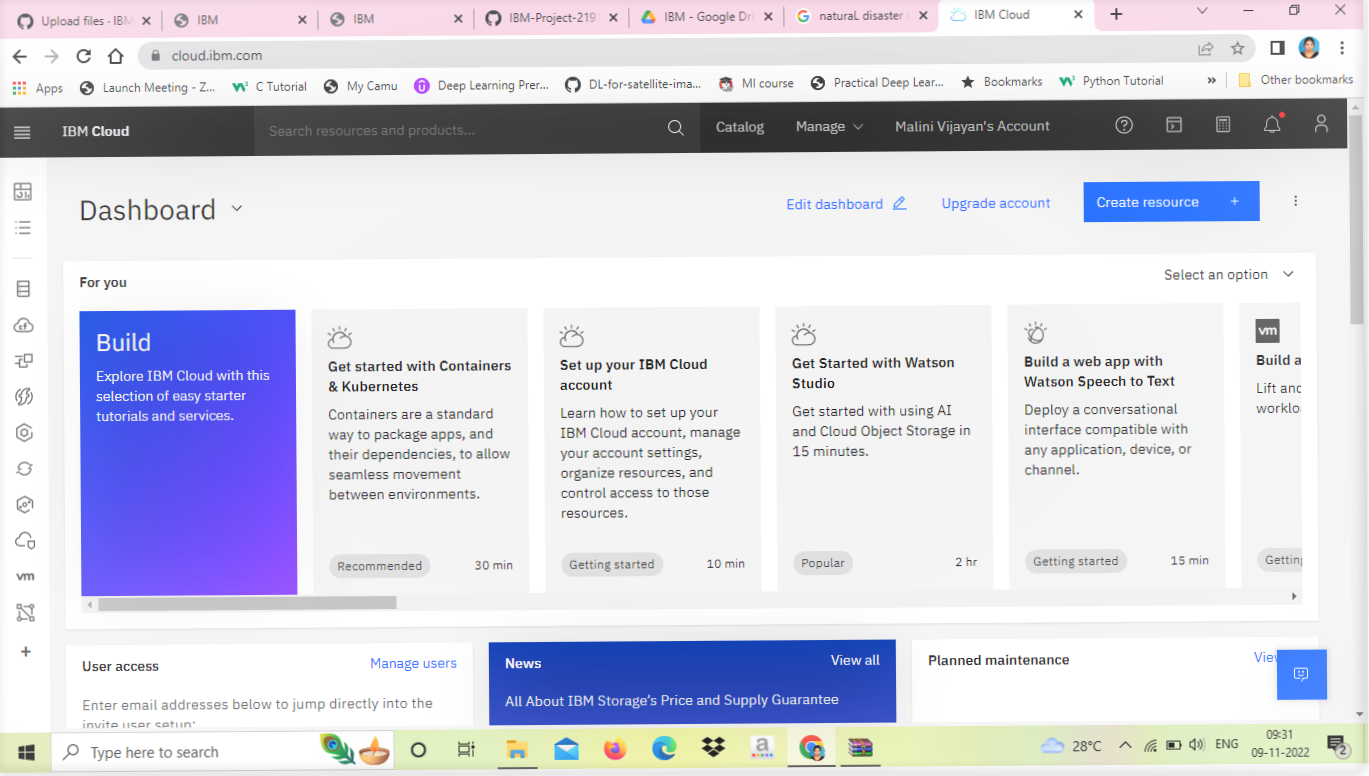 Upload files · IBM
IBM
IBM
IBM-Project-219
IBM - Google Dri
naturaL disaster
IBM Cloud
cloud.ibm.com
Apps
Launch Meeting - Z...
C Tutorial
My Camu
Deep Learning Prer...
DL-for-satellite-ima...
Ml course
Practical Deep Lear...
Bookmarks
Python Tutorial
»
Other bookmarks
IBM Cloud
Search resources and products...
Catalog
Manage
Malini Vijayan's Account
Dashboard
Edit dashboard
Upgrade account
Create resource +
For you
Select an option
Build
Explore IBM Cloud with this
selection of easy starter
tutorials and services.
Get started with Containers
& Kubernetes
Containers are a standard
way to package apps, and
their dependencies, to allow
seamless movement
between environments.
Recommended
30 min
Set up your IBM Cloud
account
Learn how to set up your
IBM Cloud account, manage
your account settings,
organize resources, and
control access to those
resources.
Getting started
10 min
Get Started with Watson
Studio
Get started with using AI
and Cloud Object Storage in
15 minutes.
Popular
2 hr
Build a web app with
Watson Speech to Text
Deploy a conversational
interface compatible with
any application, device, or
channel.
Getting started
15 min
vm
Build a
Lift and
worklo
Getting
vm
User access
Manage users
Enter email addresses below to jump directly into the
invite user setup:
News
View all
All About IBM Storage's Price and Supply Guarantee
Planned maintenance
View
Type here to search
28°C
ENG
09:31
09-11-2022
2